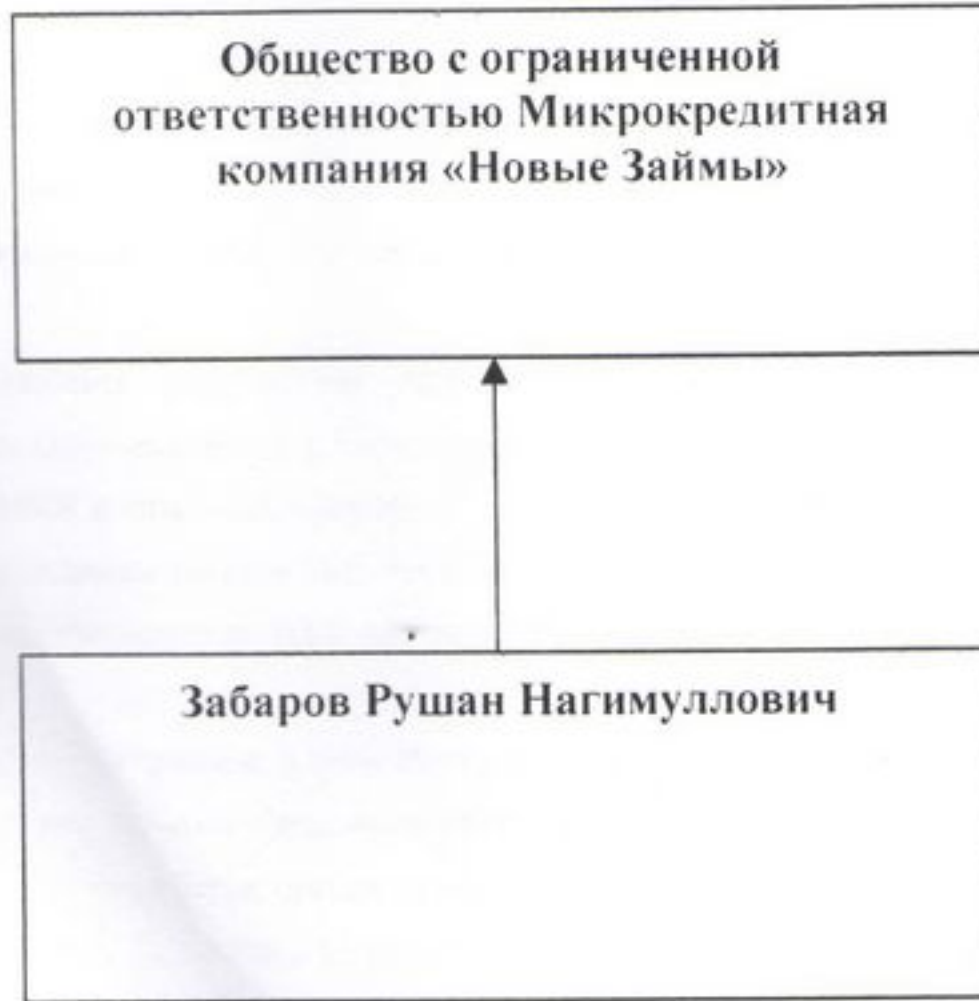 Общество с ограниченной
ответственностью Микрокредитная
компания «Новые Займы»
Забаров Рушан Нагимуллович